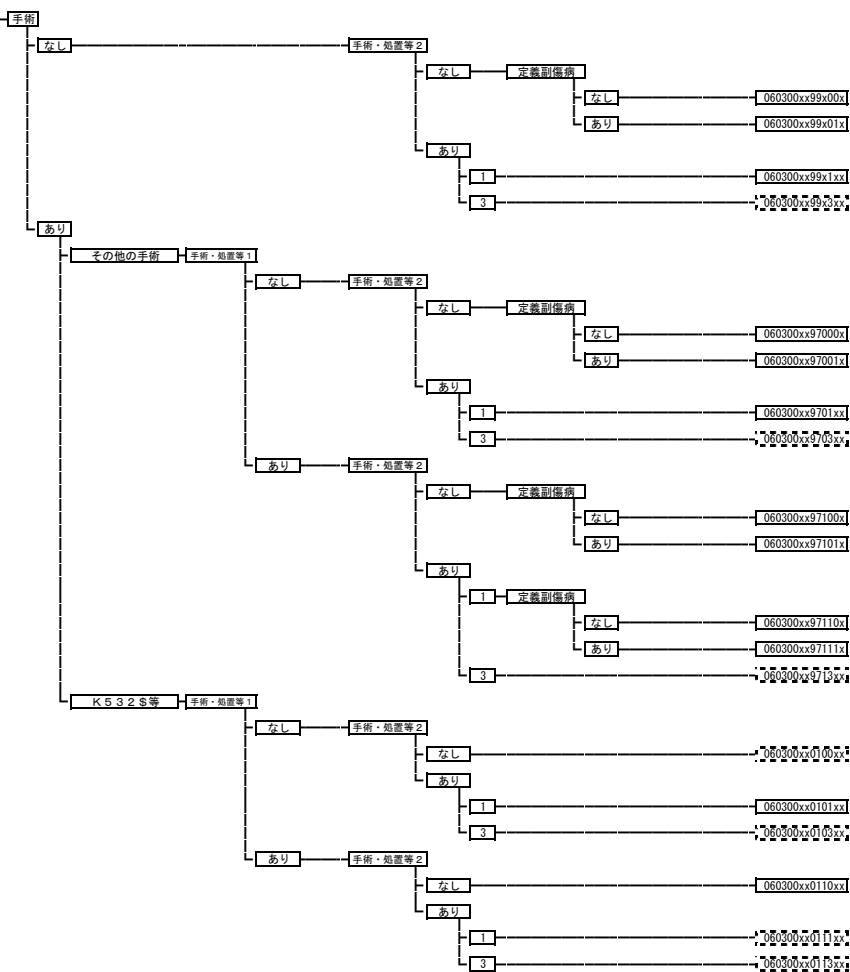 手術
なし 手術・処置等2
なし 定義副傷病
なし 060300xx99x00x
あり 060300xx99x01x
あり
1 060300xx99x1xx
3 060300xx99x3xx
あり
その他の手術 手術・処置等1
なし 手術・処置等2
なし 定義副傷病
なし 060300xx97000x
あり 060300xx97001x
あり
1 060300xx9701xx
3 060300xx9703xx
あり 手術・処置等2
なし 定義副傷病
なし 060300xx97100x
あり 060300xx97101x
あり
1 定義副傷病
なし 060300xx97110x
あり 060300xx97111x
3 060300xx9713xx
K532$等 手術・処置等1
なし 手術・処置等2
なし 060300xx0100xx
あり
1 060300xx0101xx
3 060300xx0103xx
あり 手術・処置等2
なし 060300xx0110xx
あり
1 060300xx0111xx
3 060300xx0113xx